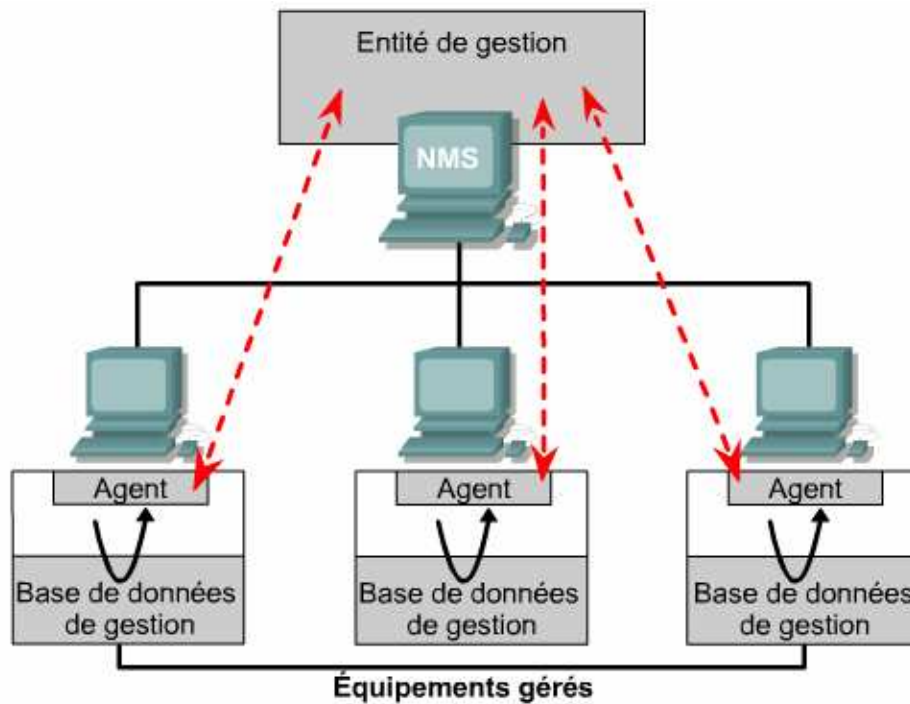 Entité de gestion
NMS
Agent
Agent
Agent
Base de données
de gestion
Base de données
de gestion
Base de données
de gestion
Équipements gérés